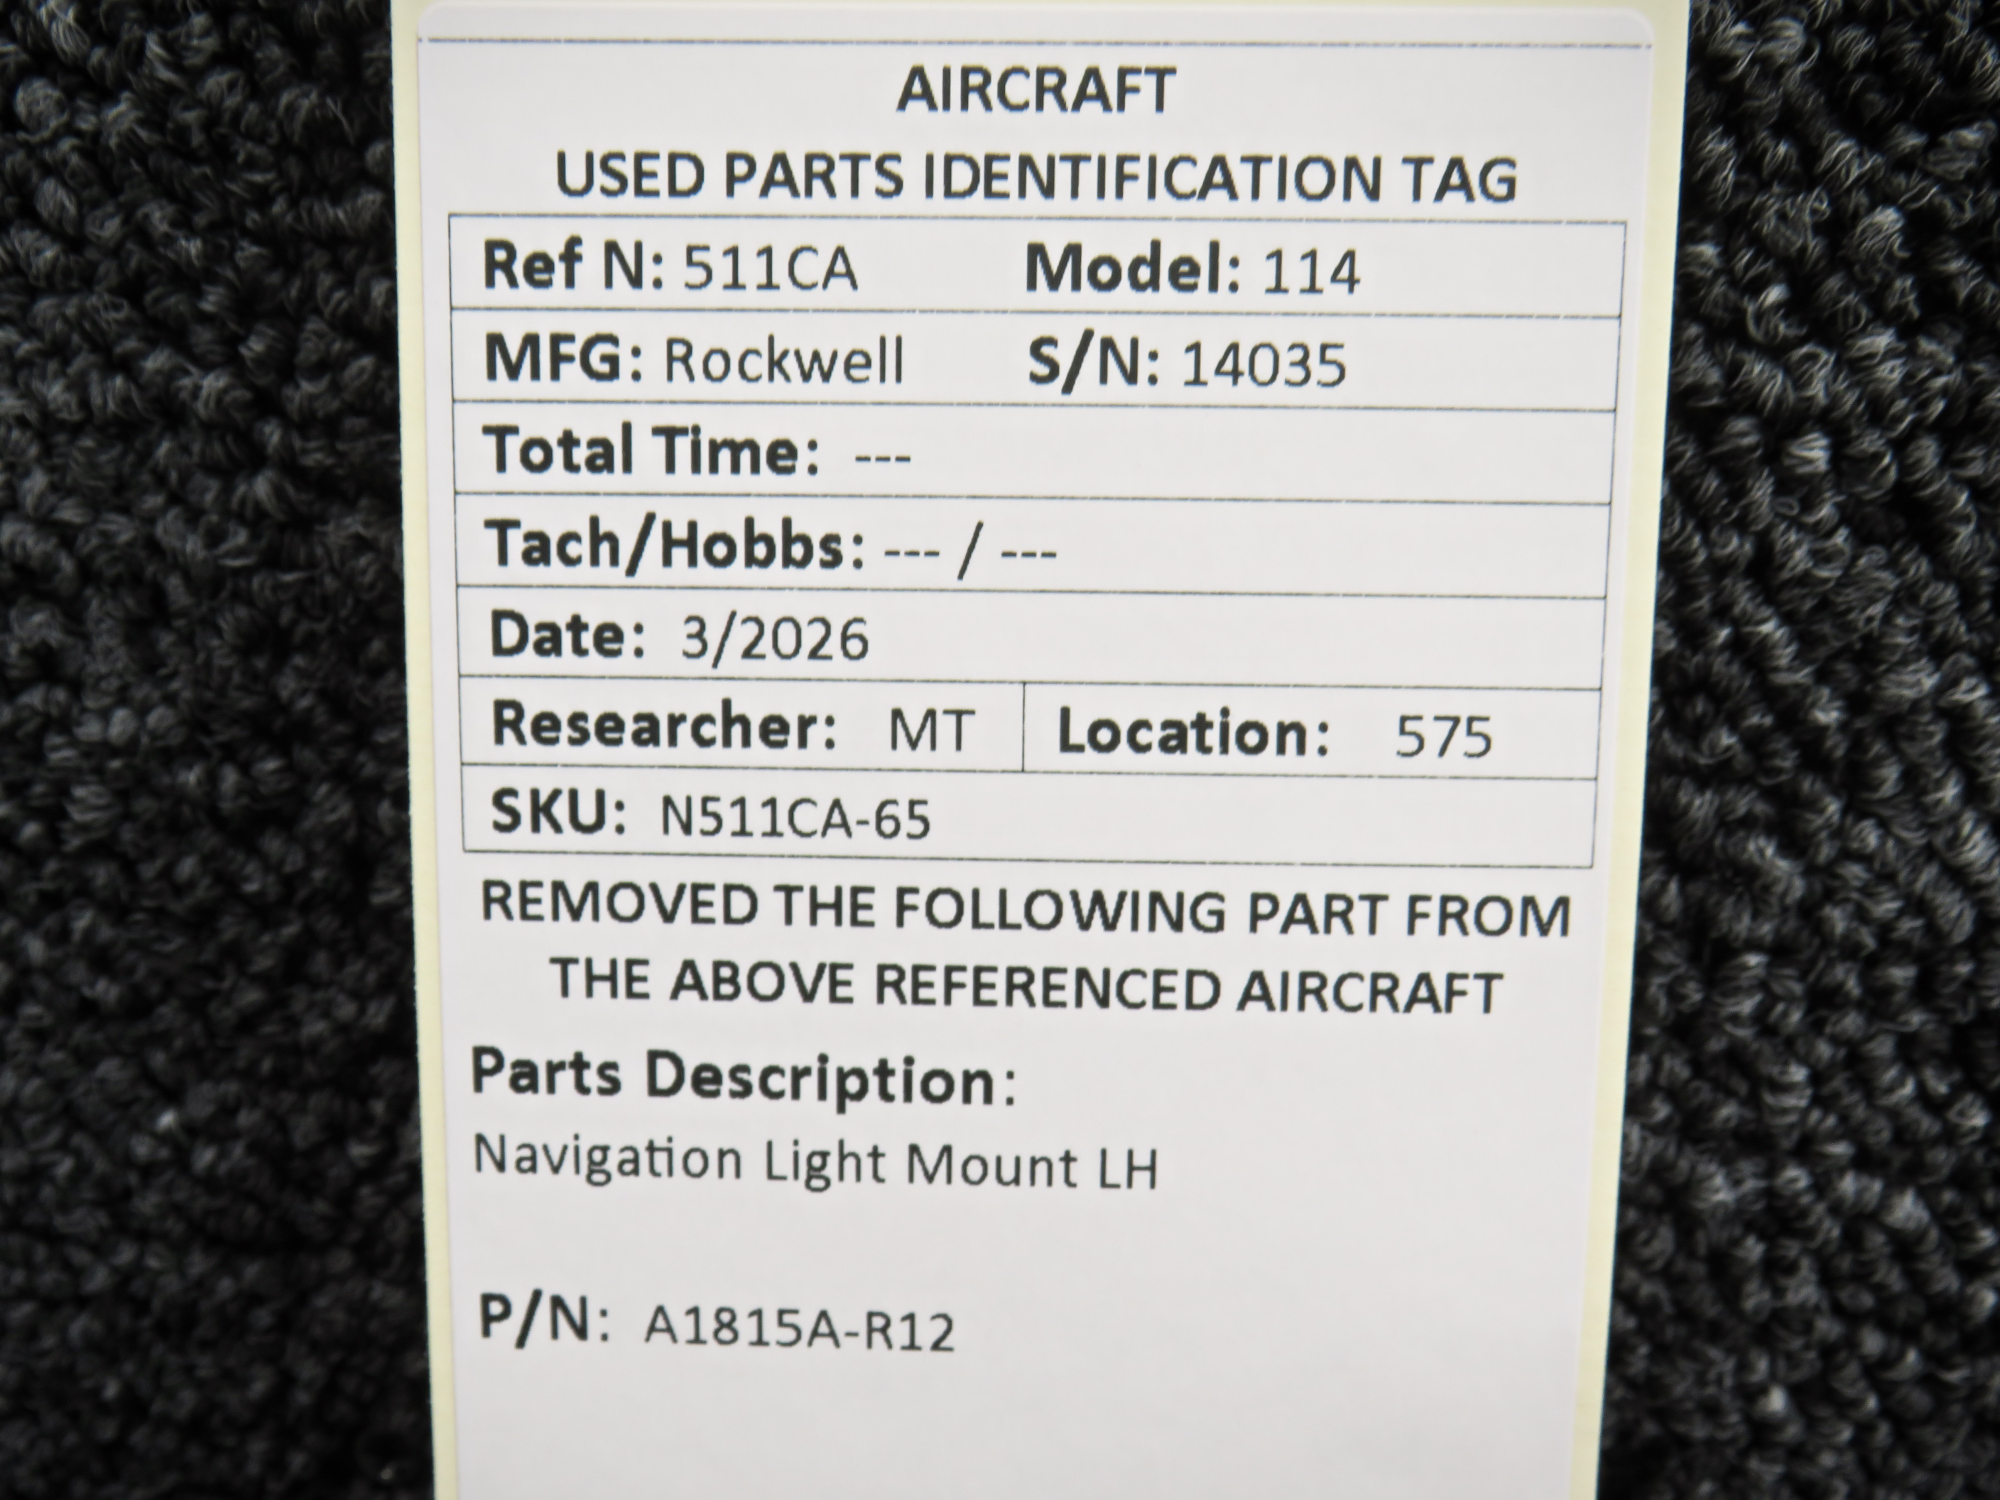 AIRCRAFT
USED PARTS IDENTIFICATION TAG
Ref N: 511CA Model: 114
MFG: Rockwell S/N: 14035
Total Time: ---
Tach/Hobbs: --- / ---
Date: 3/2026
Researcher: MT Location: 575
SKU: N511CA-65
REMOVED THE FOLLOWING PART FROM
THE ABOVE REFERENCED AIRCRAFT
Parts Description:
Navigation Light Mount LH
P/N: A1815A-R12